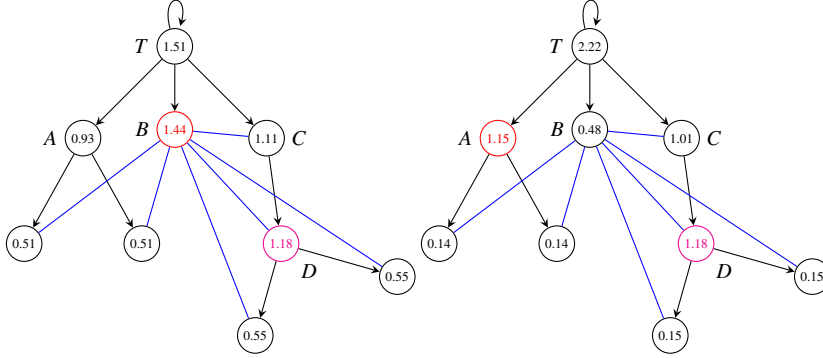 T 1.51
A 0.93 B 1.44 1.11 C
0.51 0.51 1.18 D 0.55
0.55
T 2.22
A 1.15 B 0.48 1.01 C
0.14 0.14 1.18 D 0.15
0.15